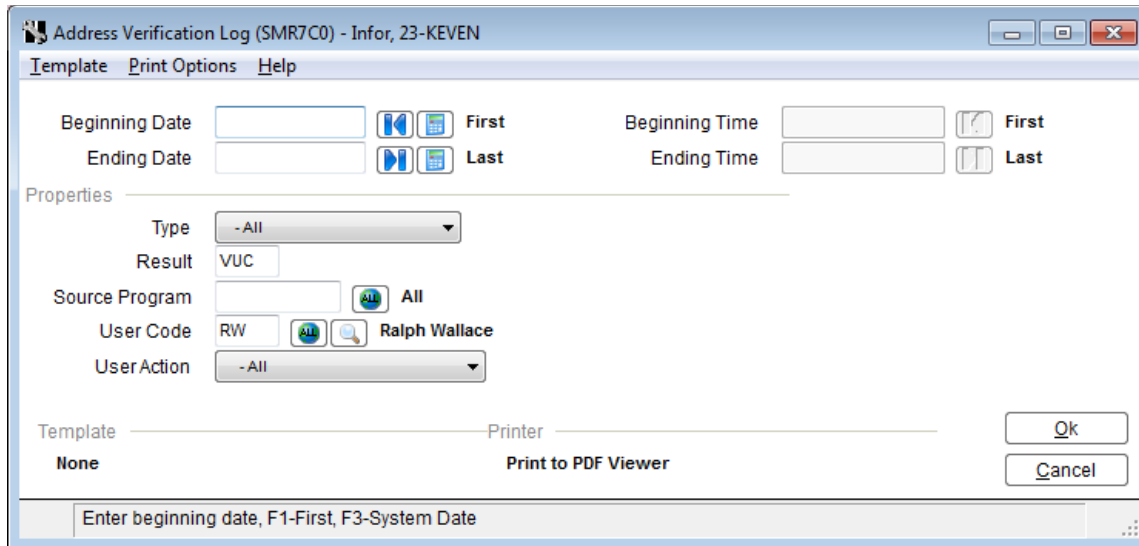 Address Verification Log (SMR7C0) - Infor, 23-KEVEN
Template Print Options Help
Beginning Date First Beginning Time First
Ending Date Last Ending Time Last
Properties
Type - All
Result VUC
Source Program ALL All
User Code RW ALL Ralph Wallace
User Action - All
Template Printer Ok
None Print to PDF Viewer Cancel
Enter beginning date, F1-First, F3-System Date